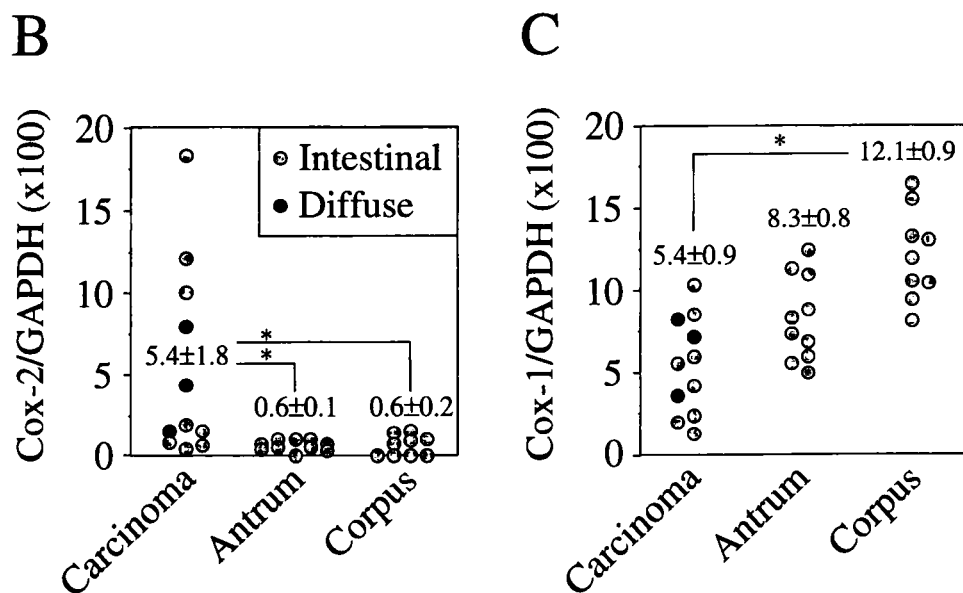 B
Cox-2/GAPDH (x100)
20
15
10
5
0
Intestinal
Diffuse
*
*
5.4±1.8
0.6±0.1
0.6±0.2
Carcinoma
Antrum
Corpus
C
Cox-1/GAPDH (x100)
20
15
10
5
0
*
12.1±0.9
8.3±0.8
5.4±0.9
Carcinoma
Antrum
Corpus